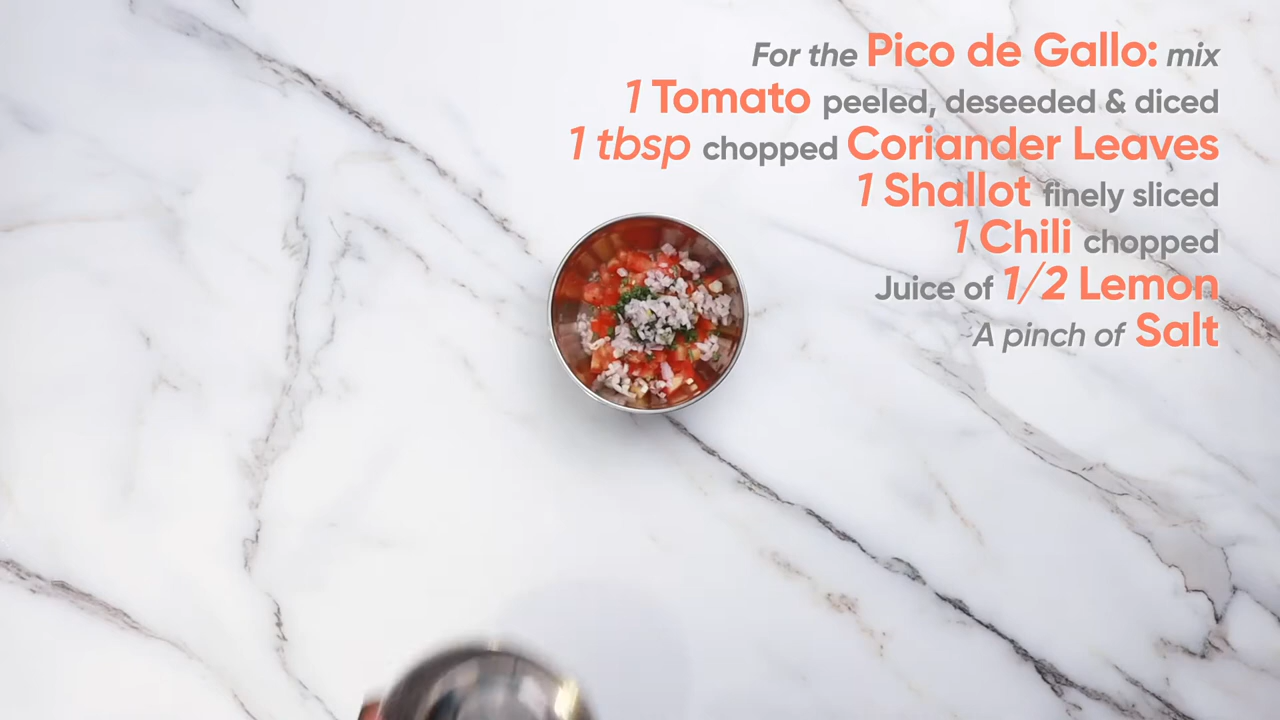 For the Pico de Gallo: mix
1 Tomato peeled, deseeded & diced
1 tbsp chopped Coriander Leaves
1 Shallot finely sliced
1 Chili chopped
Juice of 1/2 Lemon
A pinch of Salt